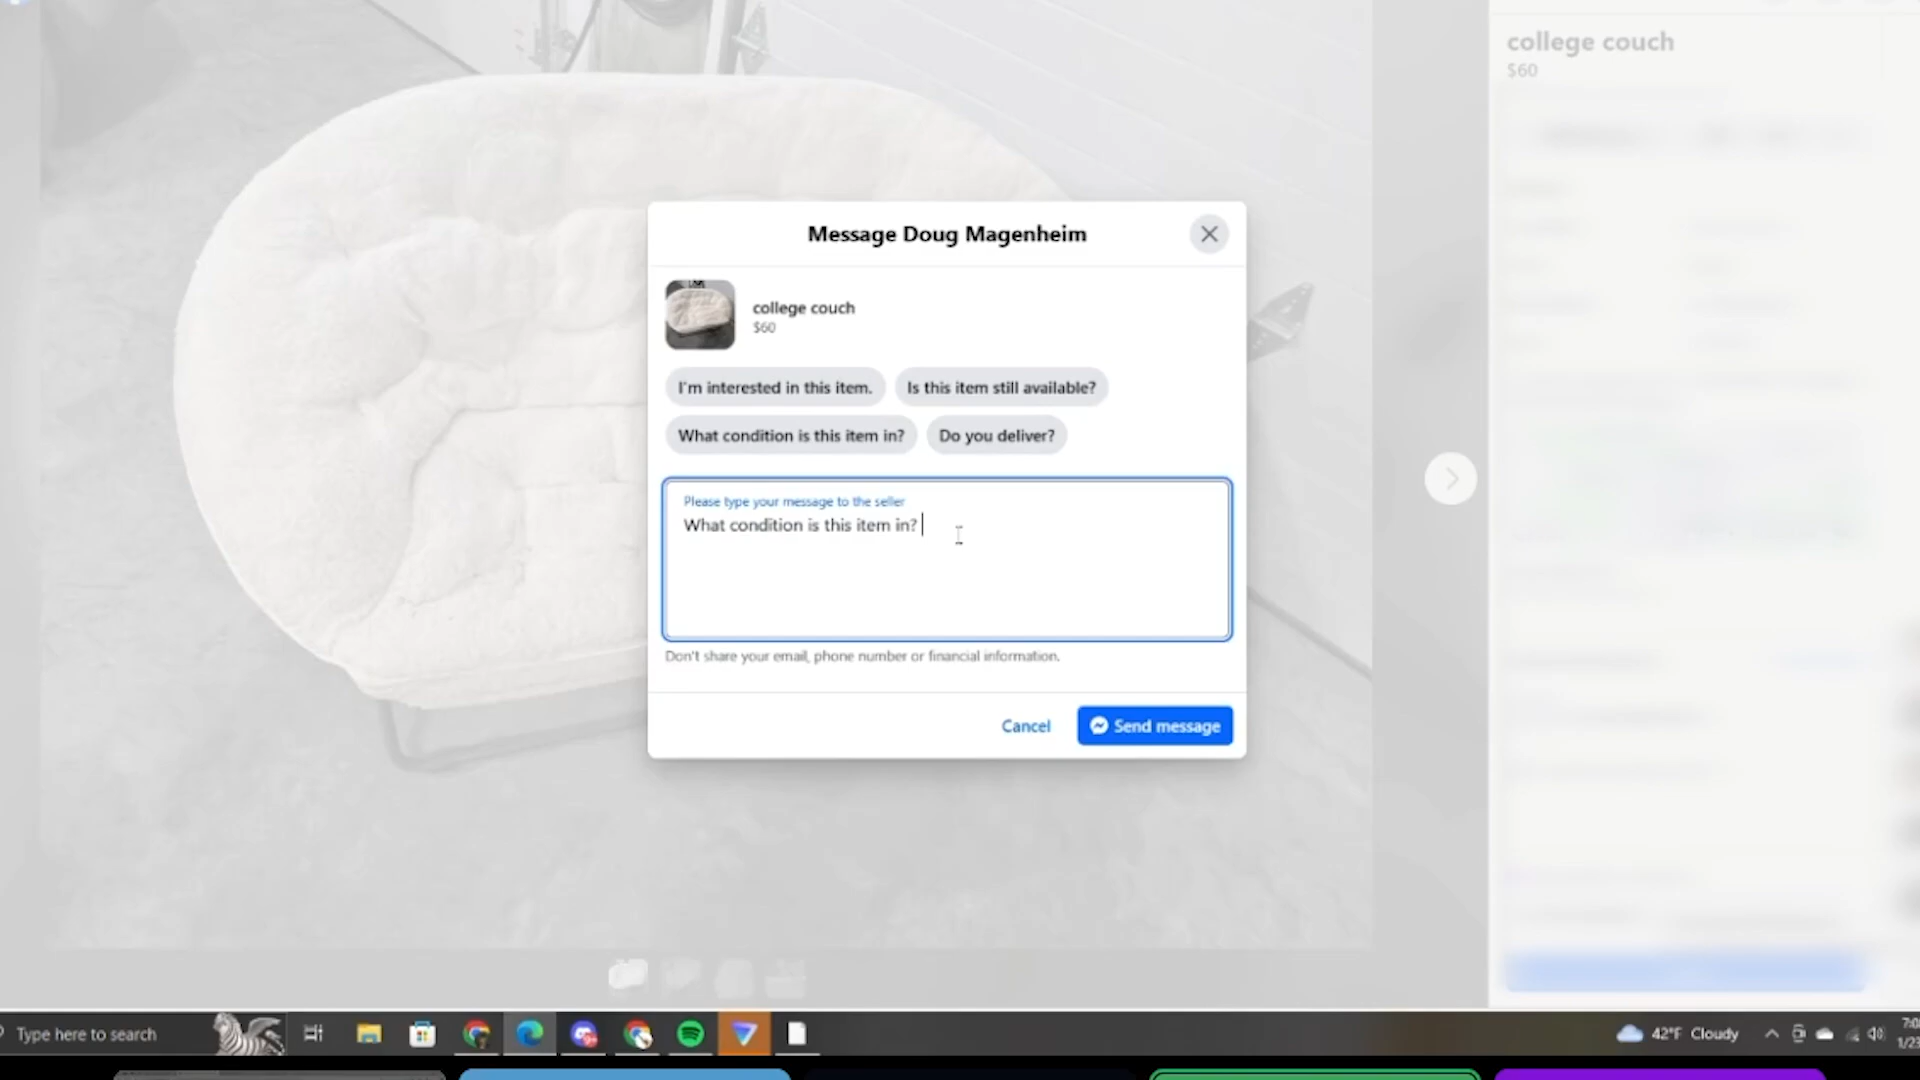 college couch
$60
Message Doug Magenheim
college couch
$60
I'm interested in this item.
Is this item still available?
What condition is this item in?
Do you deliver?
Please type your message to the seller
What condition is this item in?
Don't share your email, phone number or financial information.
Cancel
Send message
Type here to search
42°F Cloudy